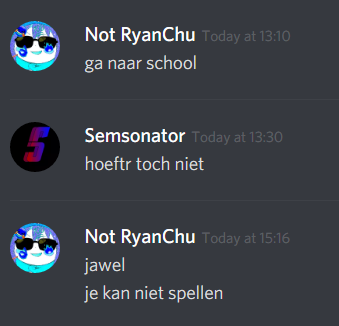 Not RyanChu Today at 13:10
ga naar school
Semsonator Today at 13:30
hoeftr toch niet
Not RyanChu Today at 15:16
jawel
je kan niet spellen